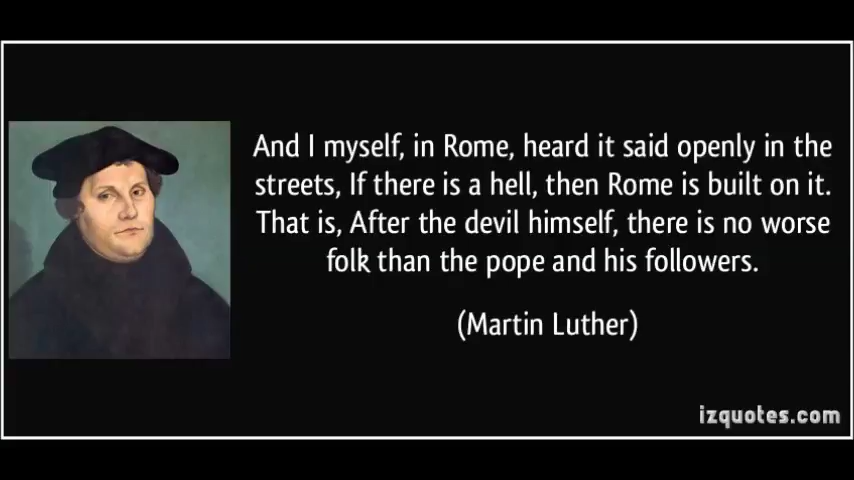 And I myself, in Rome, heard it said openly in the
streets, If there is a hell, then Rome is built on it.
That is, After the devil himself, there is no worse
folk than the pope and his followers.
(Martin Luther)
izquotes.com